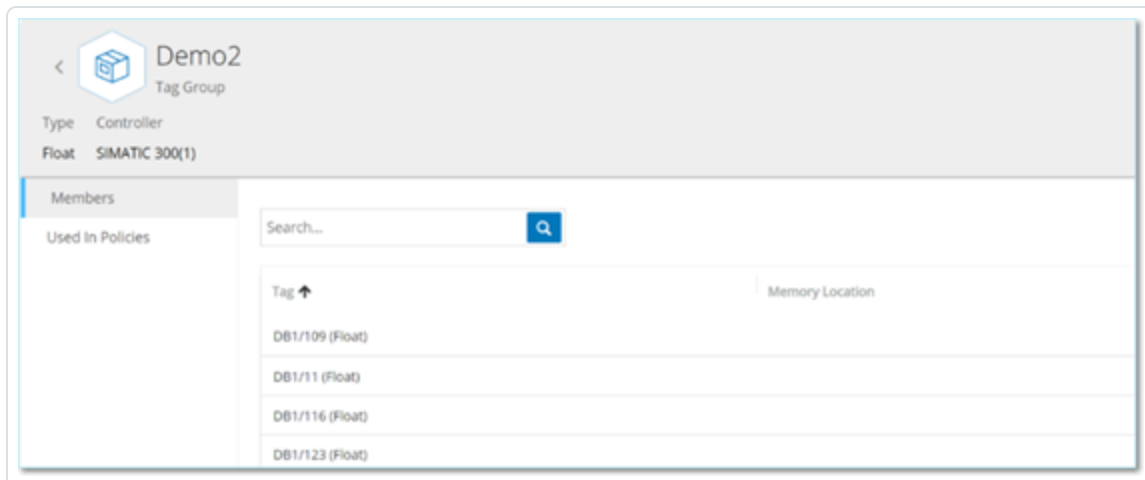 Demo2
Tag Group
Type Controller
Float SIMATIC 300(1)
Members
Used In Policies
Search...
Tag Memory Location
DB1/109 (Float)
DB1/11 (Float)
DB1/116 (Float)
DB1/123 (Float)